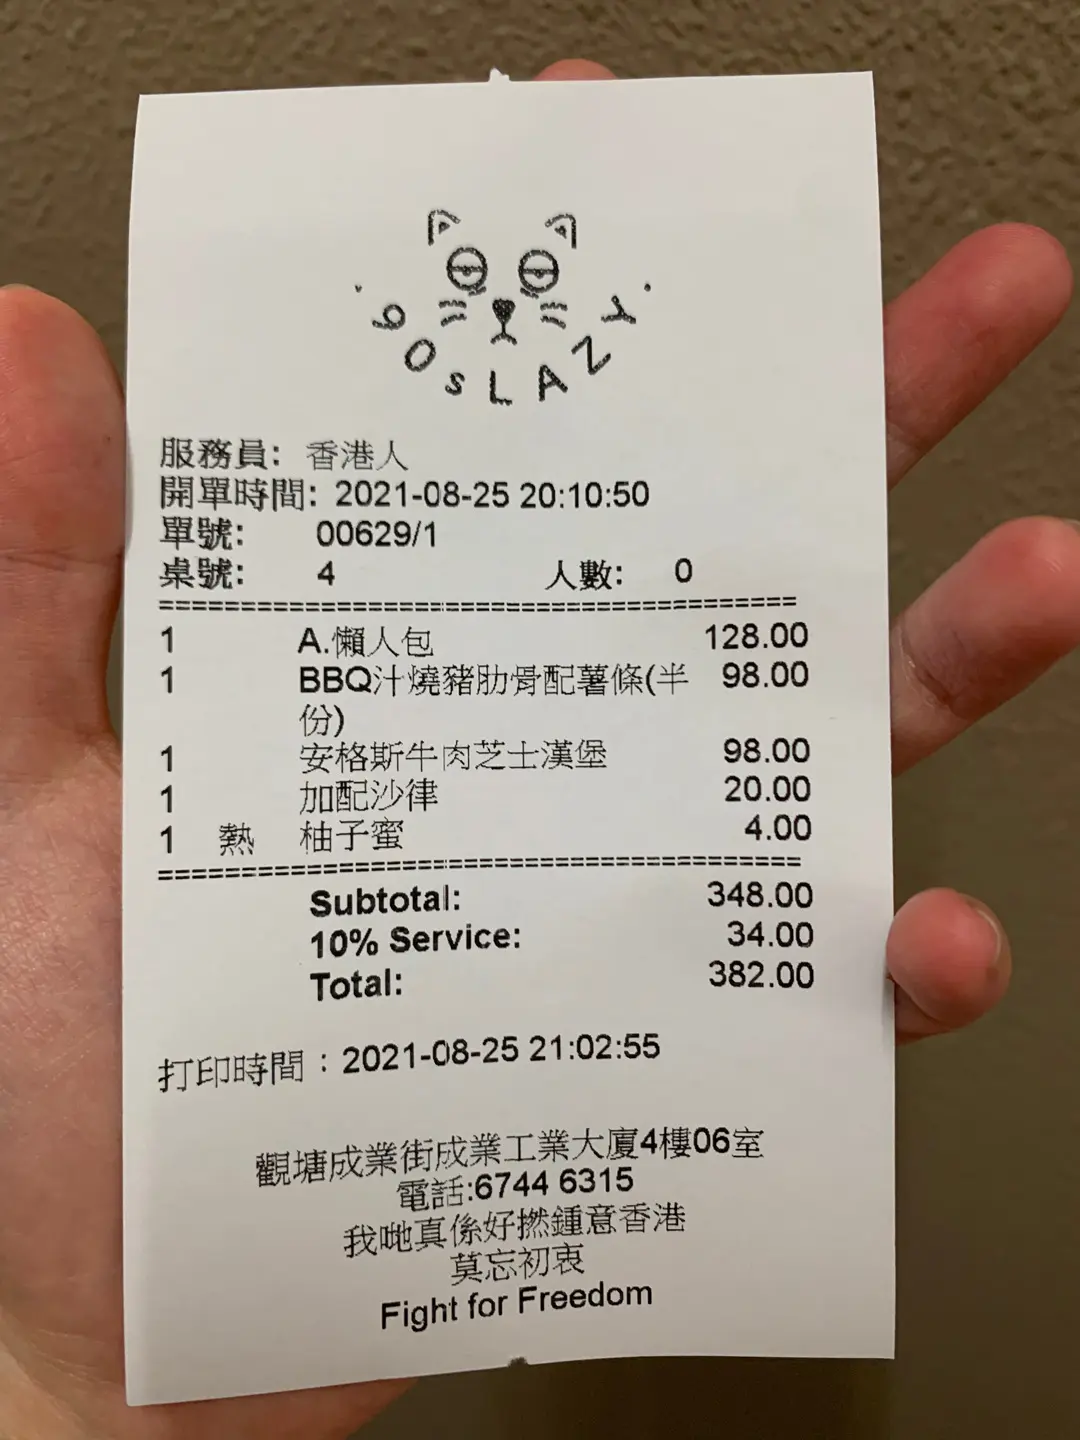 90sLAZY
服務員: 香港人
開單時間: 2021-08-25 20:10:50
單號: 00629/1
桌號: 4 人數: 0
1 A.懶人包 128.00
1 BBQ汁燒豬肋骨配薯條(半 98.00
份)
1 安格斯牛肉芝士漢堡 98.00
1 加配沙律 20.00
1 熱 柚子蜜 4.00
Subtotal: 348.00
10% Service: 34.00
Total: 382.00
打印時間：2021-08-25 21:02:55
觀塘成業街成業工業大廈4樓06室
電話:6744 6315
我哋真係好撚鍾意香港
莫忘初衷
Fight for Freedom